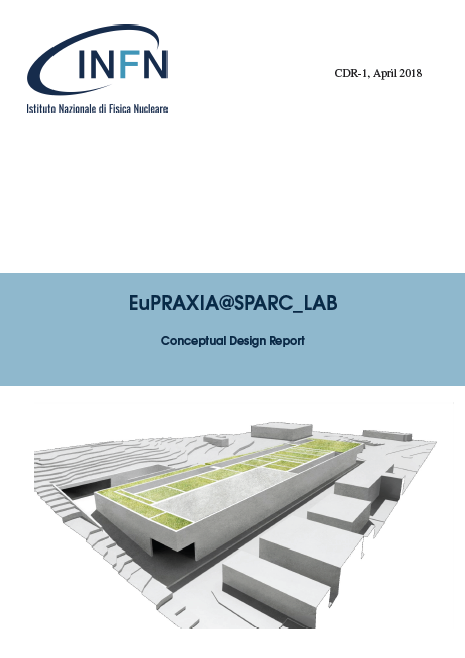 INFN
CDR-1, April 2018
Istituto Nazionale di Fisica Nucleare
EuPRAXIA@SPARC_LAB
Conceptual Design Report